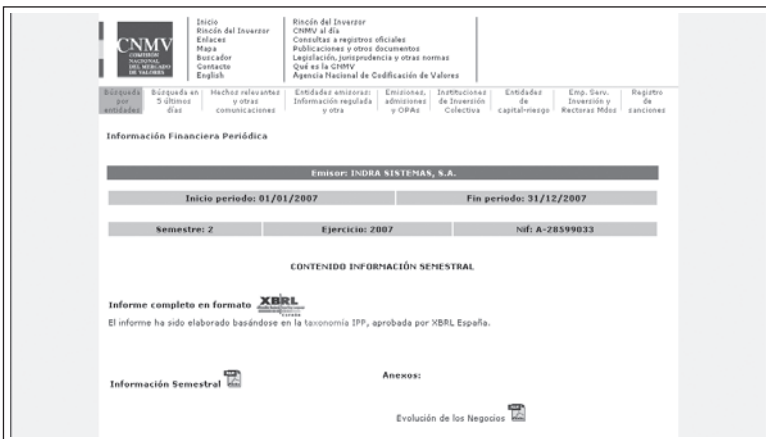 CNMV
COMISIÓN
NACIONAL
DEL MERCADO
DE VALORES
Inicio
Rincón del Inversor
Enlaces
Mapa
Buscador
Contacto
English
Rincón del Inversor
CNMV al día
Consultas a registros oficiales
Publicaciones y otros documentos
Legislación, jurisprudencia y otras normas
Qué es la CNMV
Agencia Nacional de Codificación de Valores
Búsqueda
por
entidades
Búsqueda en
5 últimos
días
Hechos relevantes
y otras
comunicaciones
Entidades emisoras:
Información regulada
y otra
Emisiones,
admisiones
y OPAs
Instituciones
de Inversión
Colectiva
Entidades
de
capital-riesgo
Emp. Serv.
Inversión y
Rectoras Mdos
Registro
de
sanciones
Información Financiera Periódica
Emisor: INDRA SISTEMAS, S.A.
Inicio periodo: 01/01/2007 Fin periodo: 31/12/2007
Semestre: 2 Ejercicio: 2007 Nif: A-28599033
CONTENIDO INFORMACIÓN SEMESTRAL
Informe completo en formato XBRL
ESPAÑA
El informe ha sido elaborado basándose en la taxonomía IPP, aprobada por XBRL España.
Información Semestral
Anexos:
Evolución de los Negocios